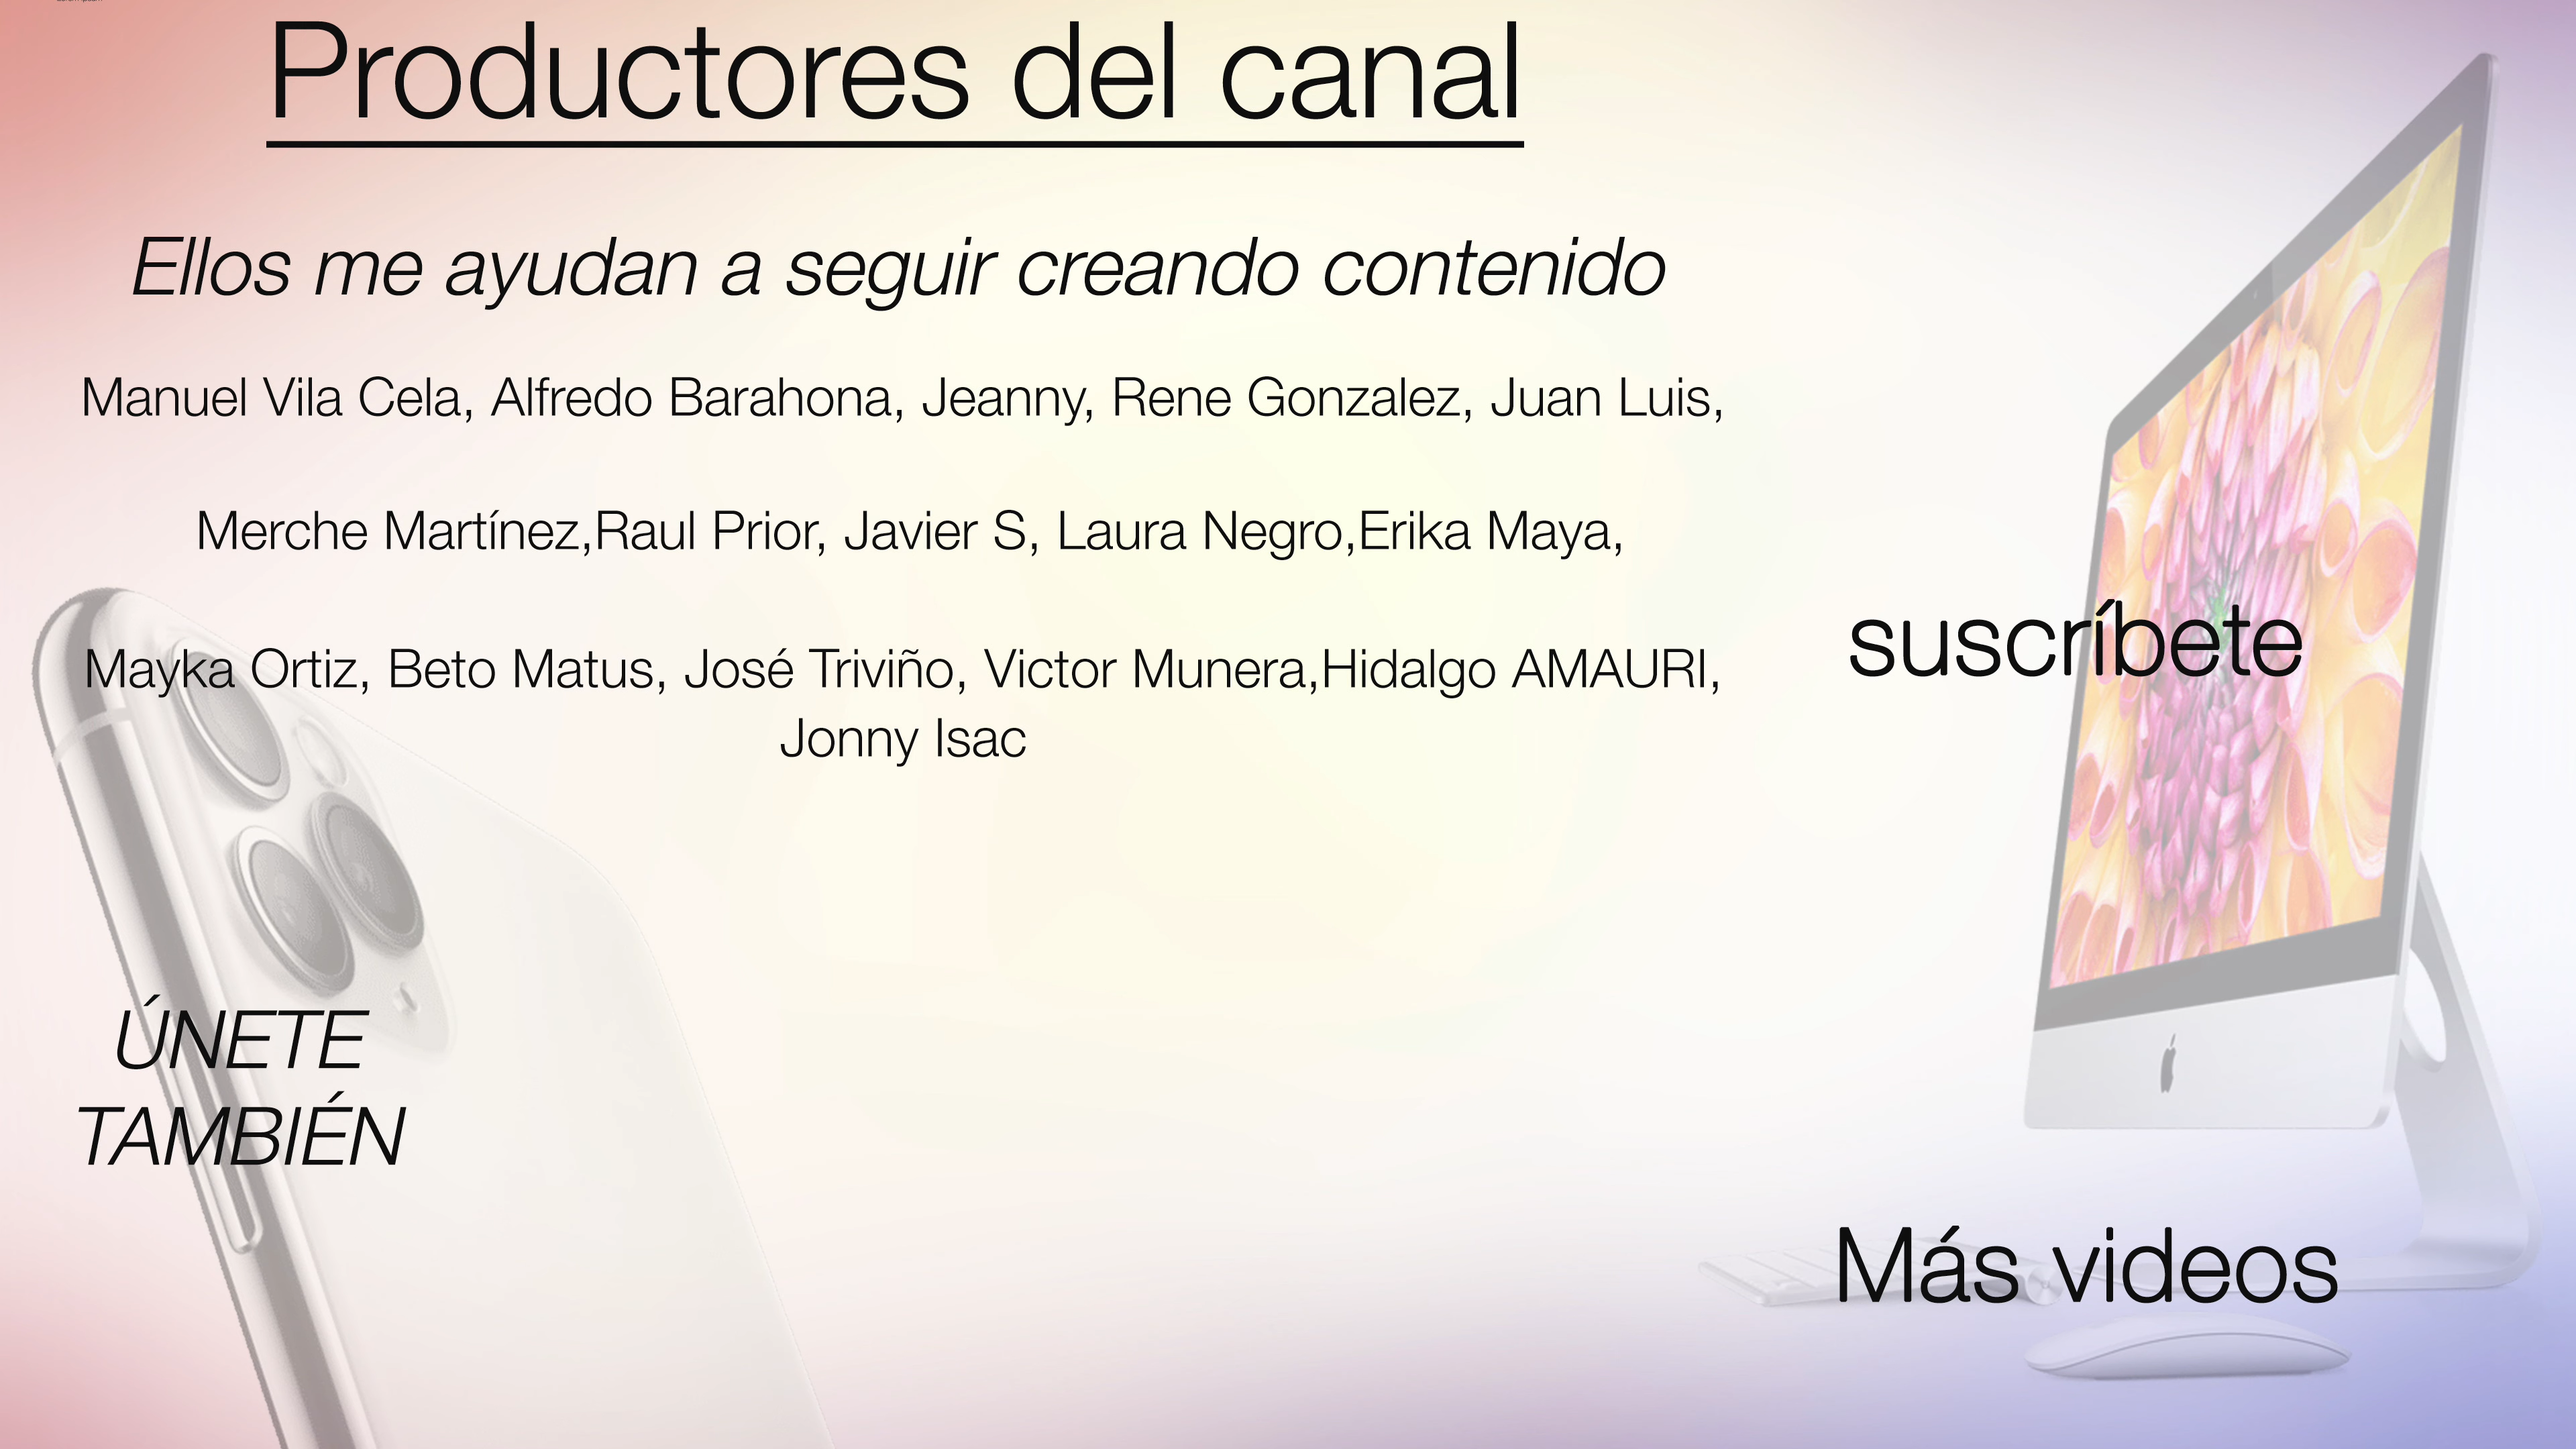 Productores del canal
Ellos me ayudan a seguir creando contenido
Manuel Vila Cela, Alfredo Barahona, Jeanny, Rene Gonzalez, Juan Luis,
Merche Martínez,Raul Prior, Javier S, Laura Negro,Erika Maya,
Mayka Ortiz, Beto Matus, José Triviño, Victor Munera,Hidalgo AMAURI,
Jonny Isac
suscríbete
ÚNETE
TAMBIÉN
Más videos